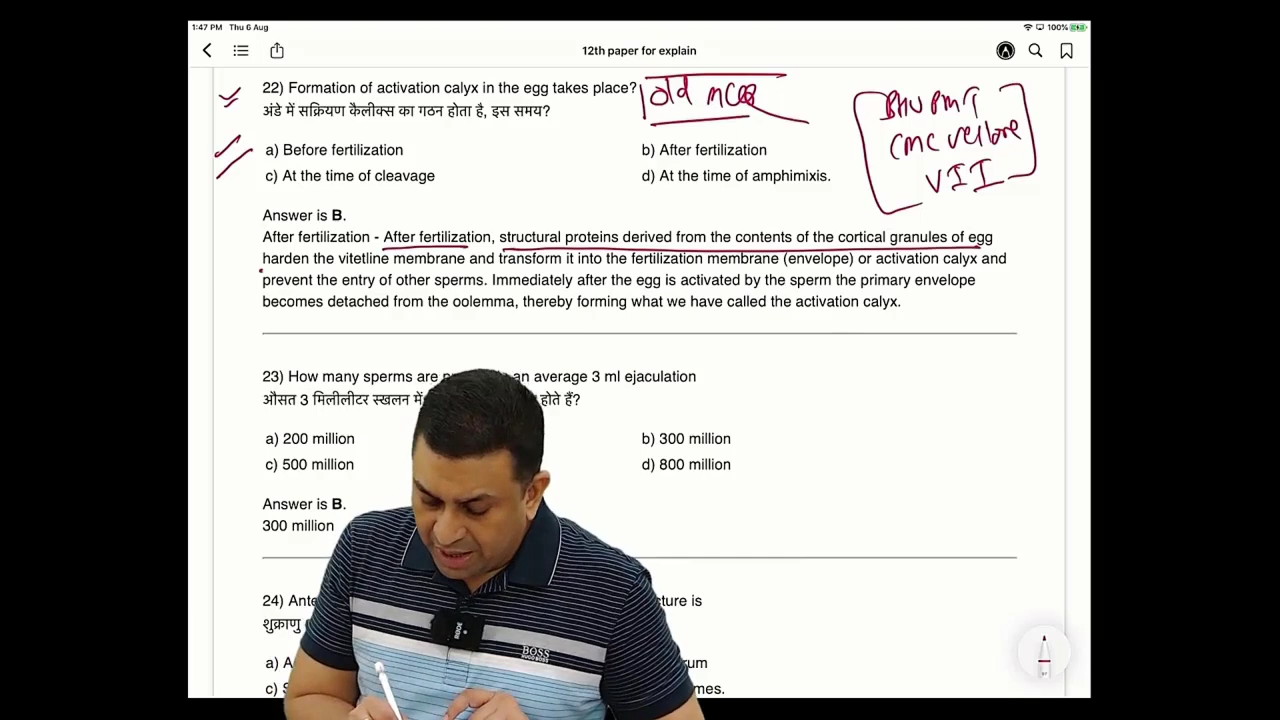 1:47 PM Thu 6 Aug
100%
12th paper for explain
22) Formation of activation calyx in the egg takes place?
old MCQ
अंडे में सक्रियण कैलीक्स का गठन होता है, इस समय?
BHU PMT
CMC vellore
VII
a) Before fertilization
b) After fertilization
c) At the time of cleavage
d) At the time of amphimixis.
Answer is B.
After fertilization - After fertilization, structural proteins derived from the contents of the cortical granules of egg
harden the vitetline membrane and transform it into the fertilization membrane (envelope) or activation calyx and
prevent the entry of other sperms. Immediately after the egg is activated by the sperm the primary envelope
becomes detached from the oolemma, thereby forming what we have called the activation calyx.
23) How many sperms are an average 3 ml ejaculation
औसत 3 मिलीलीटर स्खलन में होते हैं?
a) 200 million
b) 300 million
c) 500 million
d) 800 million
Answer is B.
300 million
24) is
शुक्राणु
a)
c)
RODE
BOSS
HUGO BOSS